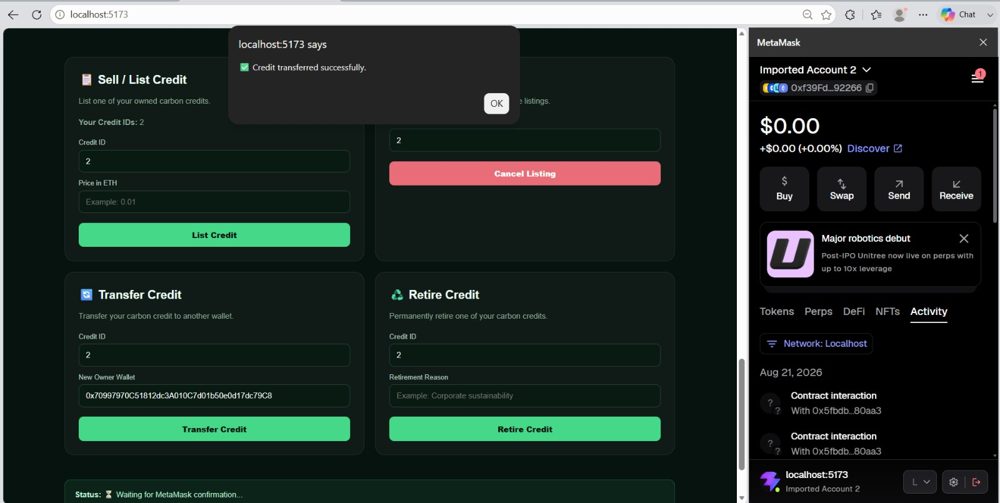 localhost:5173
Chat
localhost:5173 says
✅ Credit transferred successfully.
OK
📋 Sell / List Credit
List one of your owned carbon credits.
Your Credit IDs: 2
Credit ID
2
Price in ETH
Example: 0.01
List Credit
listings.
2
Cancel Listing
🔄 Transfer Credit
Transfer your carbon credit to another wallet.
Credit ID
2
New Owner Wallet
0x70997970C51812dc3A010C7d01b50e0d17dc79C8
Transfer Credit
♻️ Retire Credit
Permanently retire one of your carbon credits.
Credit ID
2
Retirement Reason
Example: Corporate sustainability
Retire Credit
Status: ⏳ Waiting for MetaMask confirmation...
MetaMask
Imported Account 2
1
0xf39Fd...92266
$0.00
+$0.00 (+0.00%) Discover
$
Buy
Swap
Send
Receive
U
Major robotics debut
Post-IPO Unitree now live on perps with
up to 10x leverage
Tokens Perps DeFi NFTs Activity
Network: Localhost
Aug 21, 2026
? ?
Contract interaction
With 0x5fbdb...80aa3
? ?
Contract interaction
With 0x5fbdb...80aa3
localhost:5173
Imported Account 2
L